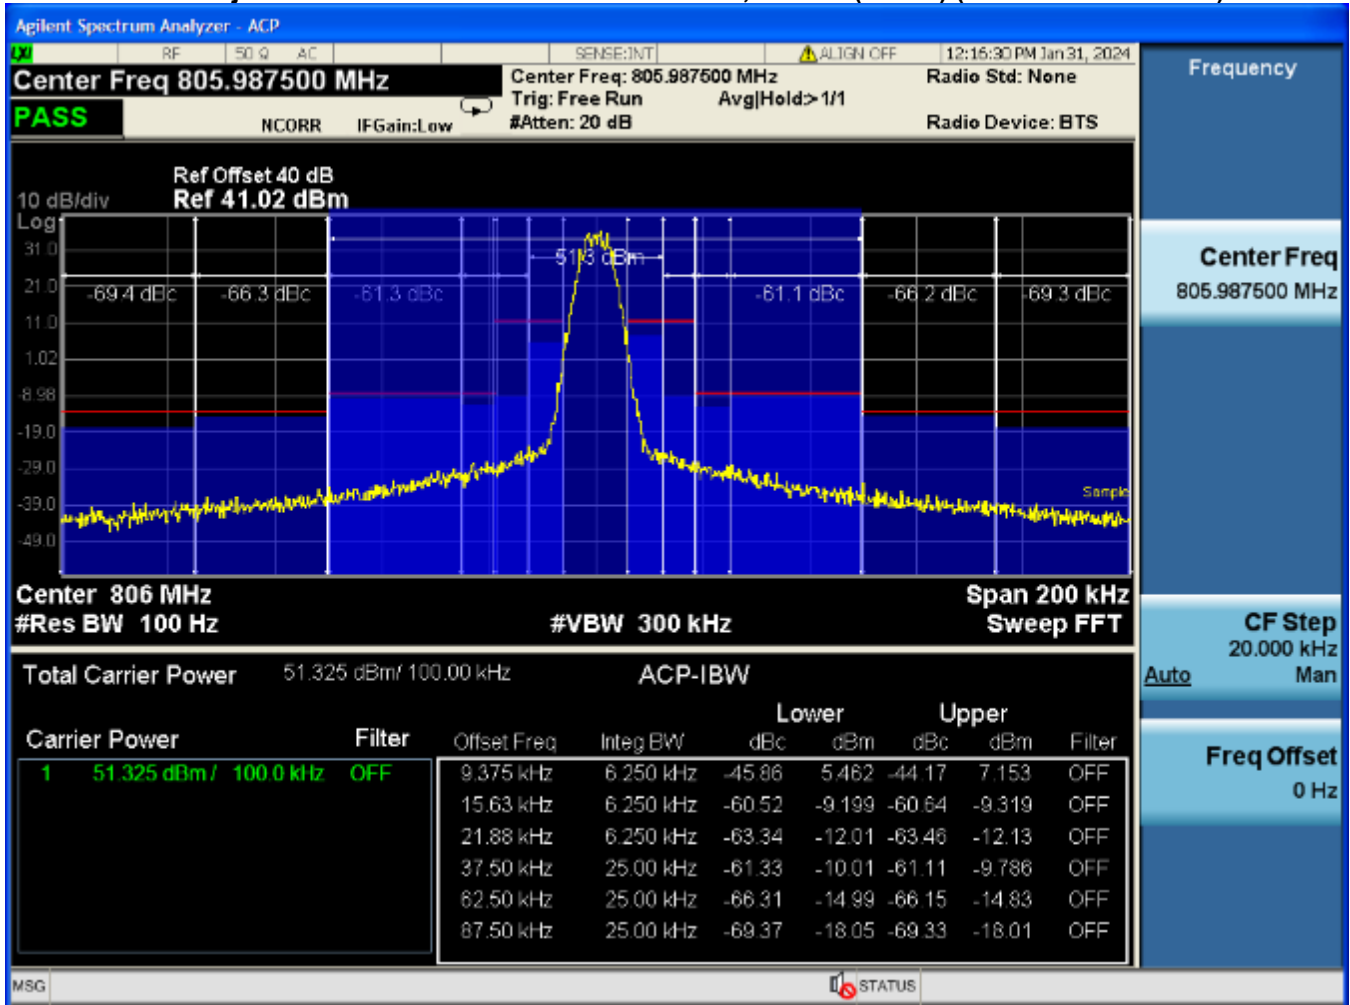 Agilent Spectrum Analyzer - ACP
LXI RF 50 Ω AC SENSE:INT ALIGN OFF 12:16:30 PM Jan 31, 2024
Center Freq 805.987500 MHz
Center Freq: 805.987500 MHz
Radio Std: None
Trig: Free Run Avg|Hold:>1/1
PASS
NCORR IFGain:Low #Atten: 20 dB
Radio Device: BTS
Ref Offset 40 dB
10 dB/div Ref 41.02 dBm
Log
31.0
51.3 dBm
21.0
-69.4 dBc -66.3 dBc -61.3 dBc -61.1 dBc -66.2 dBc -69.3 dBc
11.0
1.02
-8.98
-19.0
-29.0
-39.0
Sample
-49.0
Center 806 MHz Span 200 kHz
#Res BW 100 Hz #VBW 300 kHz Sweep FFT
Total Carrier Power 51.325 dBm/ 100.00 kHz ACP-IBW
Lower Upper
Carrier Power Filter Offset Freq Integ BW dBc dBm dBc dBm Filter
1 51.325 dBm / 100.0 kHz OFF 9.375 kHz 6.250 kHz -45.86 5.462 -44.17 7.153 OFF
15.63 kHz 6.250 kHz -60.52 -9.199 -60.64 -9.319 OFF
21.88 kHz 6.250 kHz -63.34 -12.01 -63.46 -12.13 OFF
37.50 kHz 25.00 kHz -61.33 -10.01 -61.11 -9.786 OFF
62.50 kHz 25.00 kHz -66.31 -14.99 -66.15 -14.83 OFF
87.50 kHz 25.00 kHz -69.37 -18.05 -69.33 -18.01 OFF
MSG STATUS
Frequency
Center Freq
805.987500 MHz
CF Step
20.000 kHz
Auto Man
Freq Offset
0 Hz